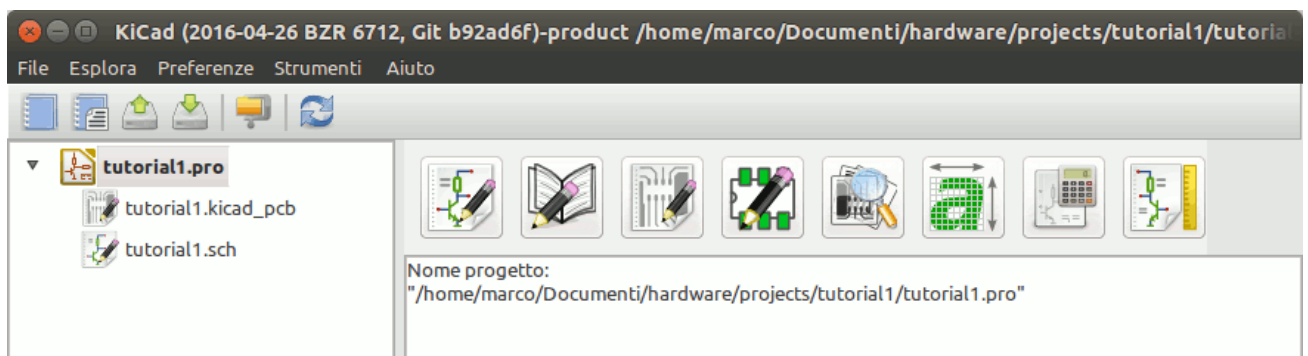 KiCad (2016-04-26 BZR 6712, Git b92ad6f)-product /home/marco/Documenti/hardware/projects/tutorial1/tutorial
File Esplora Preferenze Strumenti Aiuto
tutorial1.pro
tutorial1.kicad_pcb
tutorial1.sch
Nome progetto:
"/home/marco/Documenti/hardware/projects/tutorial1/tutorial1.pro"